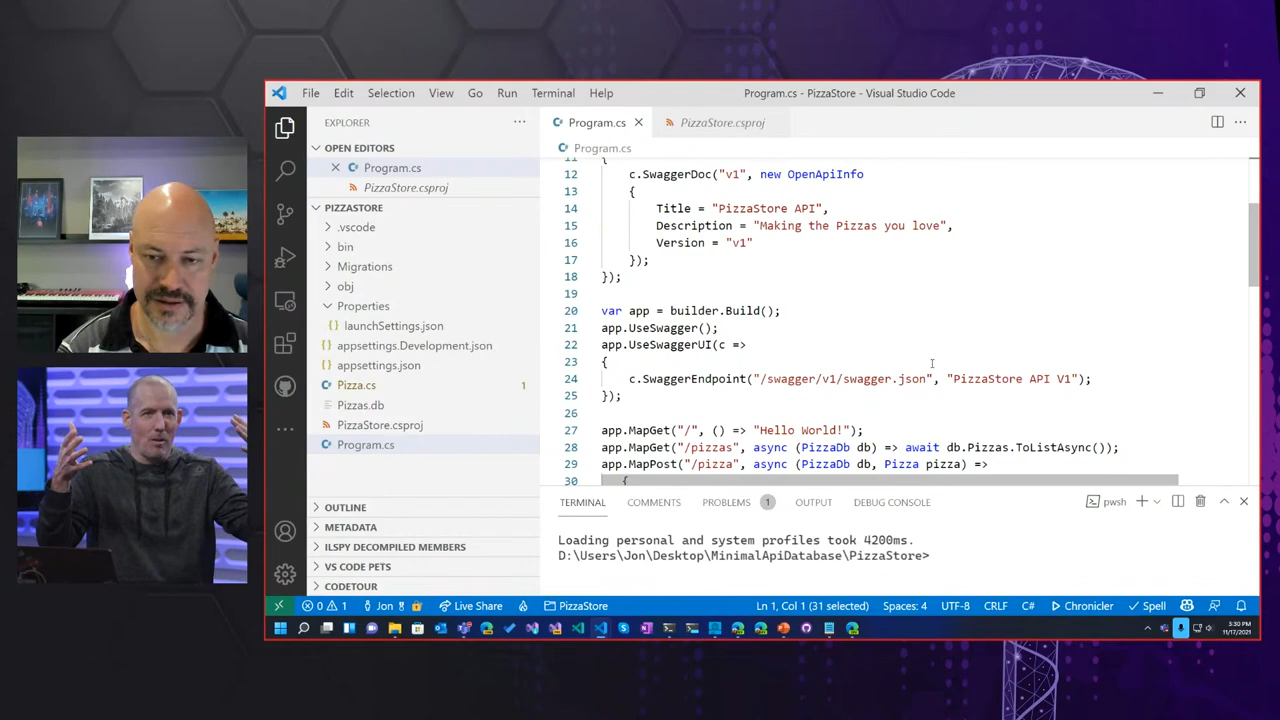 File Edit Selection View Go Run Terminal Help
Program.cs - PizzaStore - Visual Studio Code
EXPLORER
OPEN EDITORS
Program.cs
PizzaStore.csproj
PIZZASTORE
.vscode
bin
Migrations
obj
Properties
launchSettings.json
appsettings.Development.json
appsettings.json
Pizza.cs 1
Pizzas.db
PizzaStore.csproj
Program.cs
OUTLINE
METADATA
ILSPY DECOMPILED MEMBERS
VS CODE PETS
CODETOUR
Program.cs PizzaStore.csproj
Program.cs
11 {
12 c.SwaggerDoc("v1", new OpenApiInfo
13 {
14 Title = "PizzaStore API",
15 Description = "Making the Pizzas you love",
16 Version = "v1"
17 });
18 });
19
20 var app = builder.Build();
21 app.UseSwagger();
22 app.UseSwaggerUI(c =>
23 {
24 c.SwaggerEndpoint("/swagger/v1/swagger.json", "PizzaStore API V1");
25 });
26
27 app.MapGet("/", () => "Hello World!");
28 app.MapGet("/pizzas", async (PizzaDb db) => await db.Pizzas.ToListAsync());
29 app.MapPost("/pizza", async (PizzaDb db, Pizza pizza) =>
30 {
TERMINAL COMMENTS PROBLEMS 1 OUTPUT DEBUG CONSOLE
pwsh
Loading personal and system profiles took 4200ms.
D:\Users\Jon\Desktop\MinimalApiDatabase\PizzaStore>
0 1 Jon Live Share PizzaStore Ln 1, Col 1 (31 selected) Spaces: 4 UTF-8 CRLF C# Chronicler Spell
3:30 PM
11/17/2021